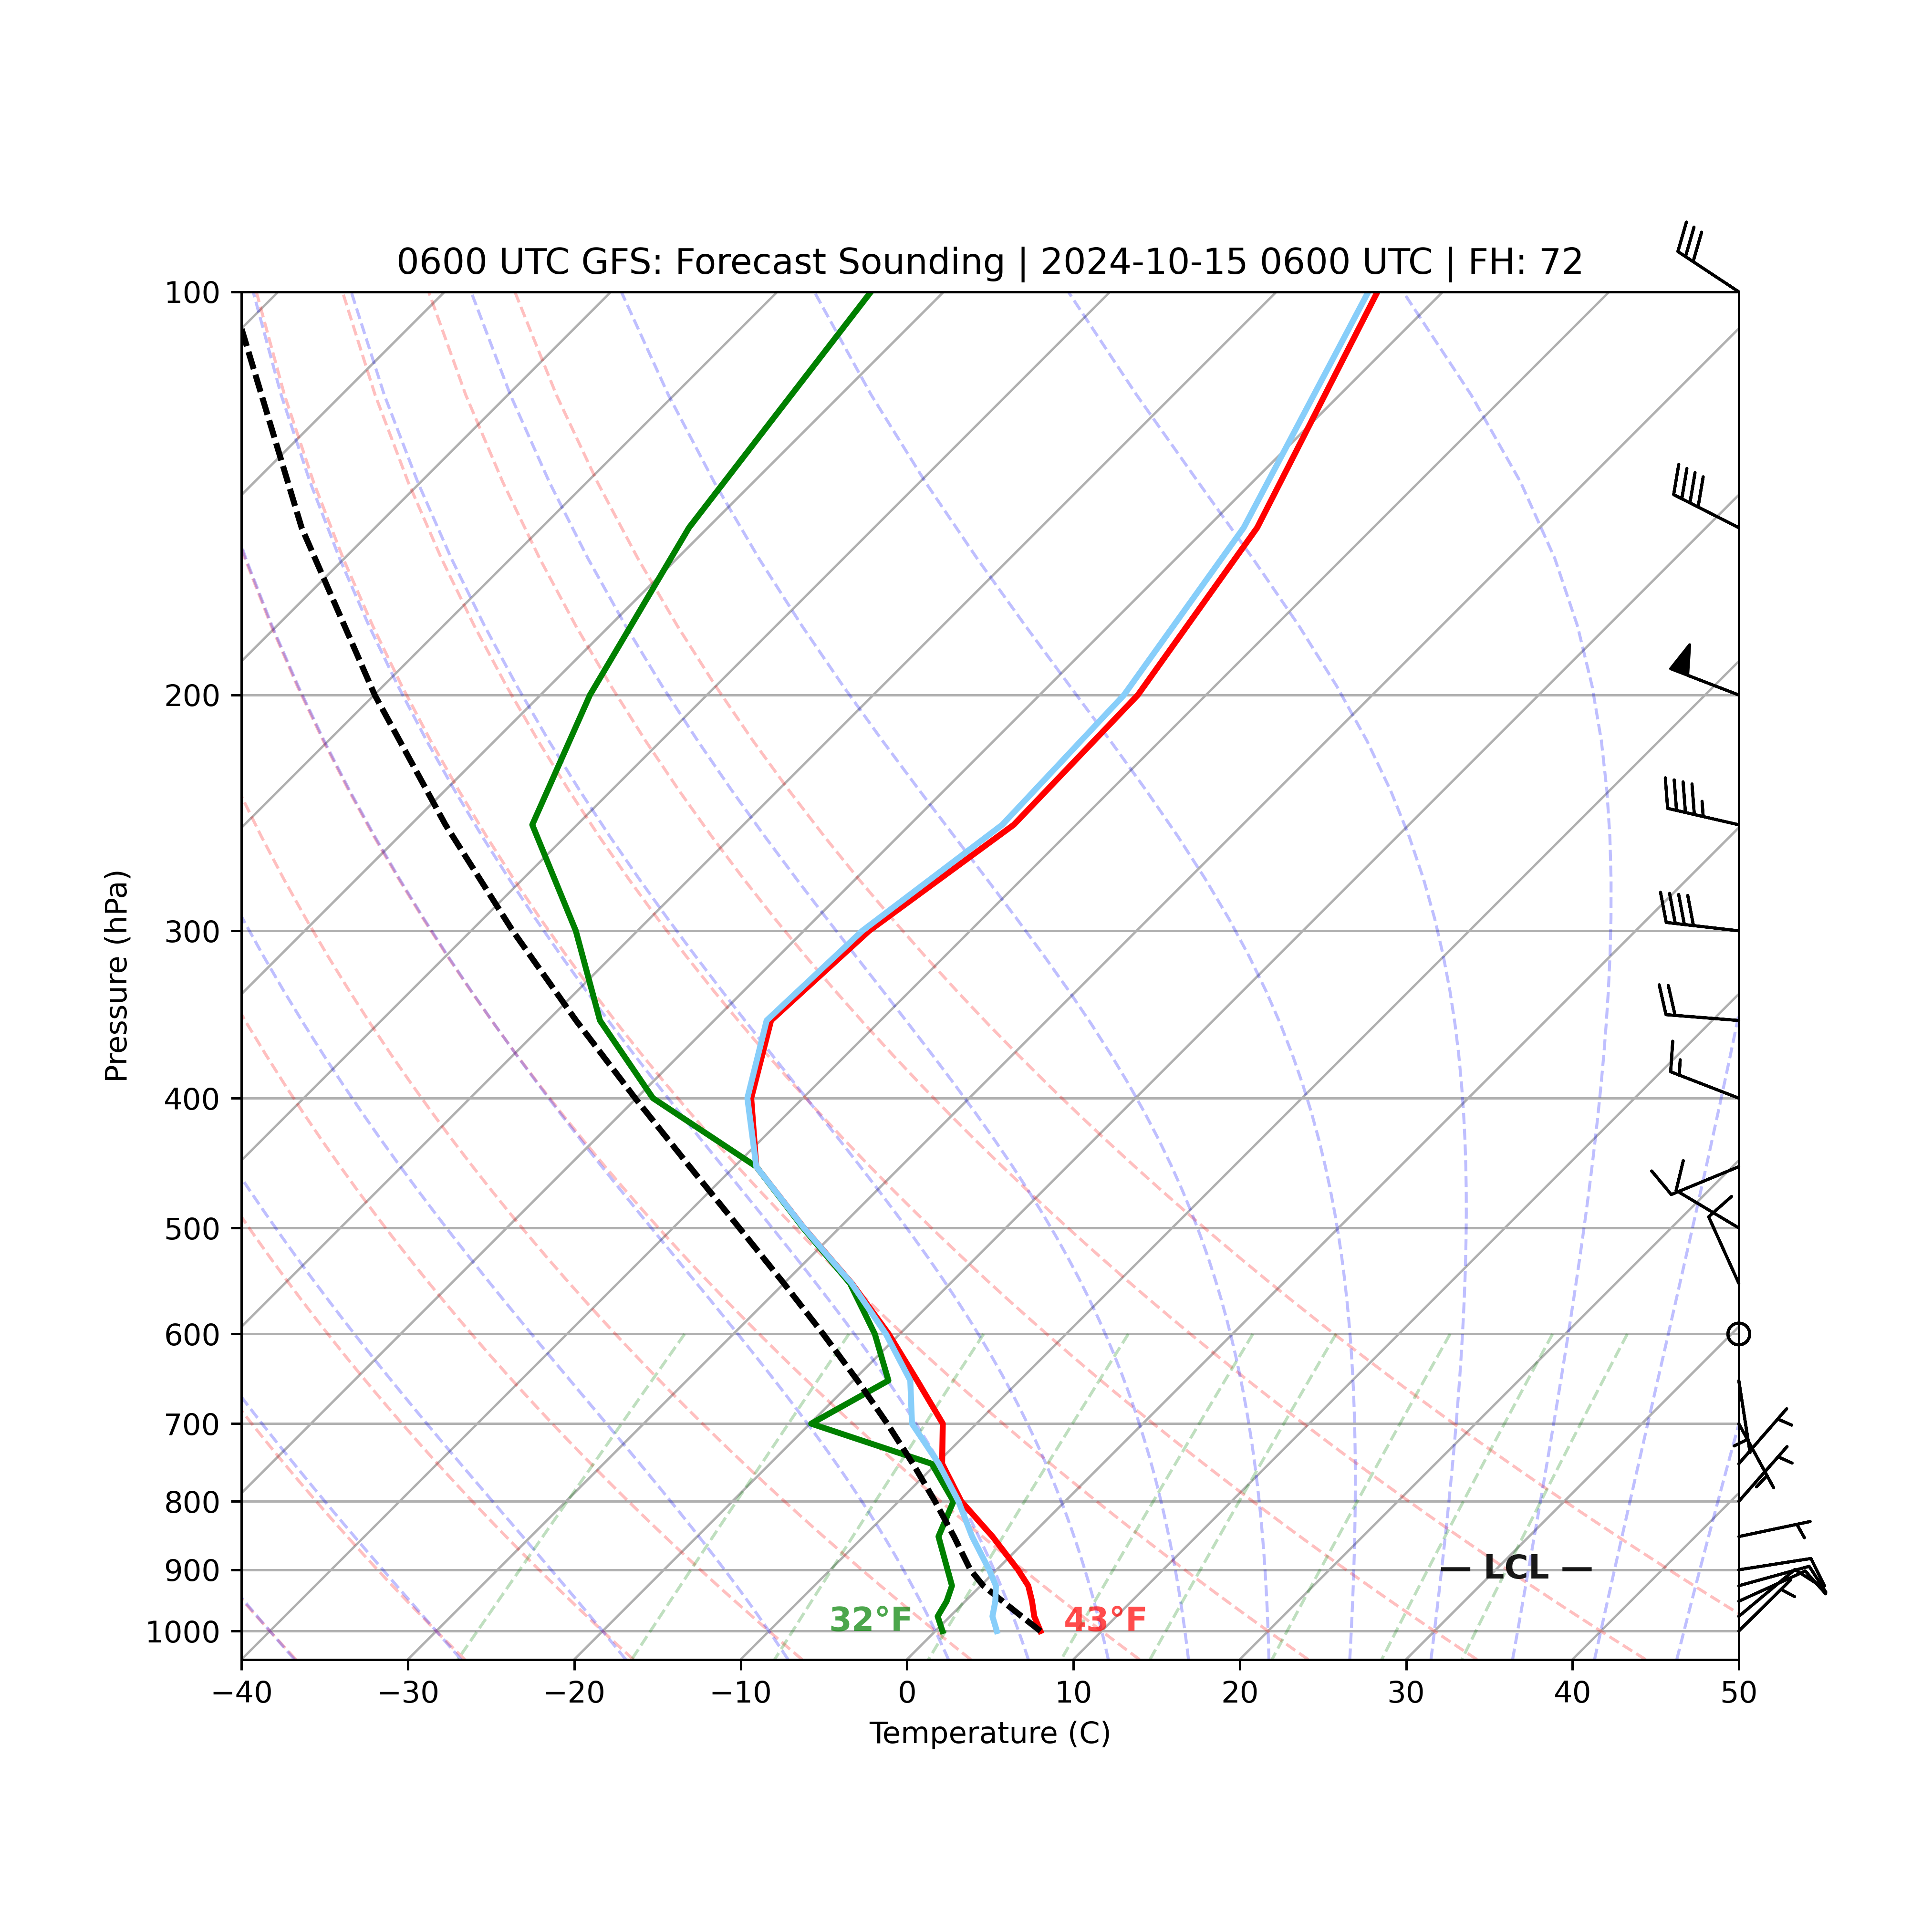 0600 UTC GFS: Forecast Sounding | 2024-10-15 0600 UTC | FH: 72
100
200
300
400
500
600
700
800
900
1000
Pressure (hPa)
— LCL —
32°F
43°F
−40 −30 −20 −10 0 10 20 30 40 50
Temperature (C)